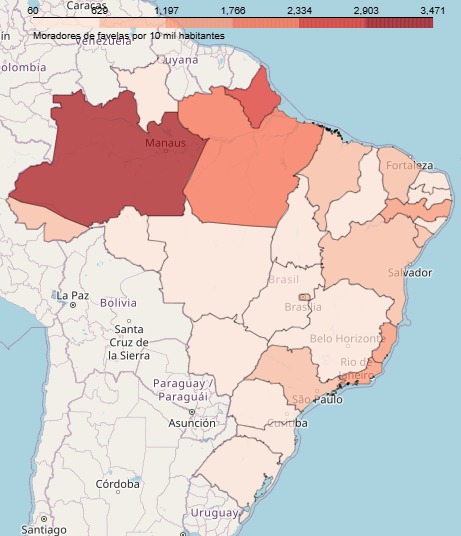 Caracas
60 629 1,197 1,766 2,334 2,903 3,471
Moradores de favelas por 10 mil habitantes
Venezuela
in
Guyana
olombia
Manaus
Fortaleza
Salvador
Brasil
Brasília
La Paz
Bolivia
Santa
Cruz de
la Sierra
Belo Horizonte
Rio de
Janeiro
Paraguay /
Paraguái
São Paulo
Asunción
Curitiba
Córdoba
Uruguay
Santiago